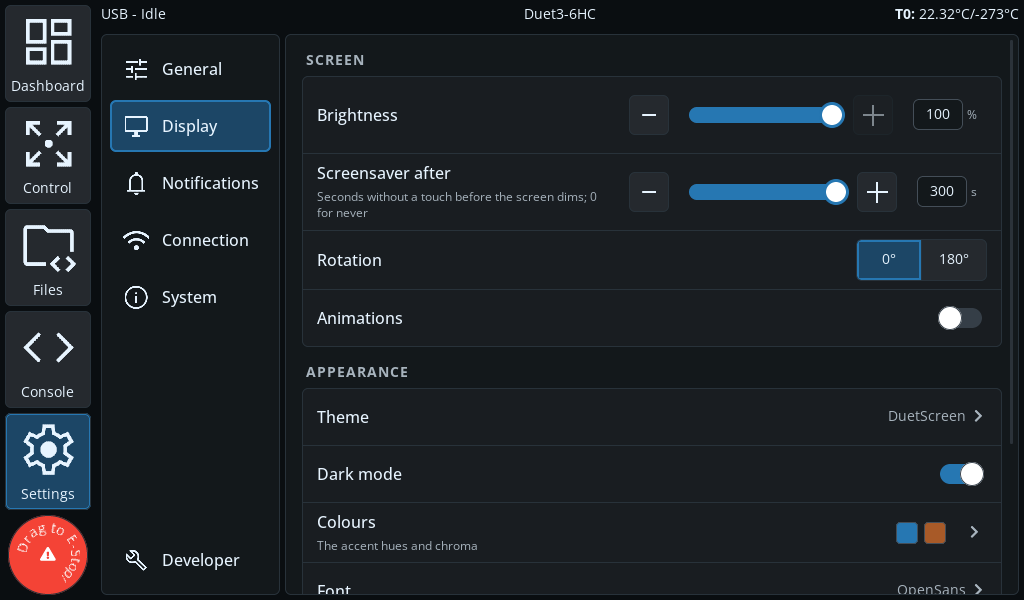 USB - Idle
Duet3-6HC
T0: 22.32°C/-273°C
Dashboard
Control
Files
Console
Settings
Drag to E-Stop!
General
Display
Notifications
Connection
System
Developer
SCREEN
Brightness
100 %
Screensaver after
Seconds without a touch before the screen dims; 0
for never
300 s
Rotation
0°
180°
Animations
APPEARANCE
Theme
DuetScreen
Dark mode
Colours
The accent hues and chroma
Font
OpenSans